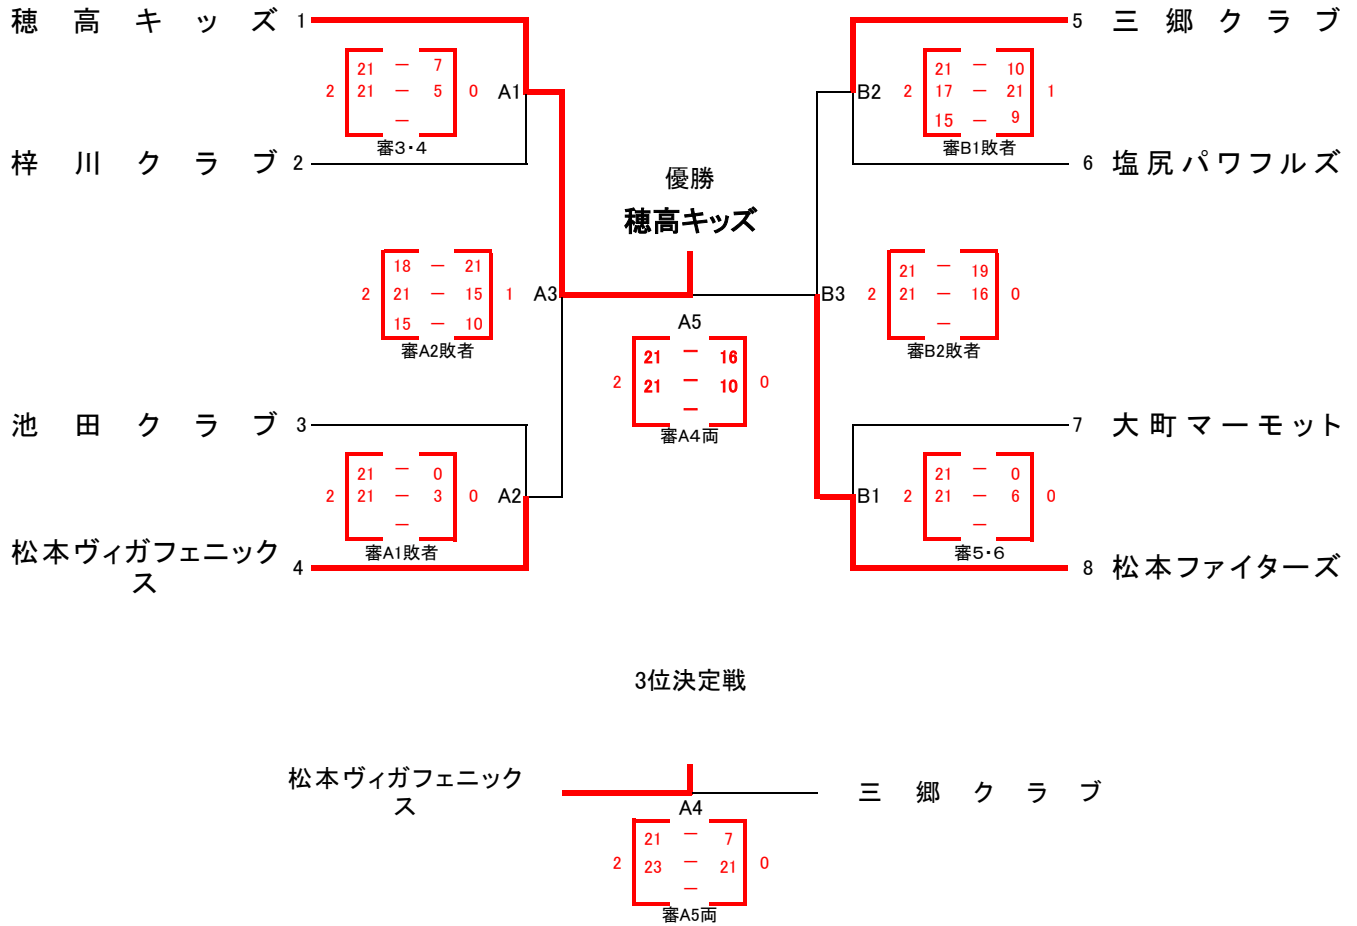 穂高キッズ 1 5 三郷クラブ
21 － 7 21 － 10
2 21 － 5 0 A1 B2 2 17 － 21 1
－ 15 － 9
審3・4 審B1敗者
梓川クラブ 2 6 塩尻パワフルズ
優勝
穂高キッズ
18 － 21 21 － 19
2 21 － 15 1 A3 B3 2 21 － 16 0
15 － 10 －
A5
審A2敗者 審B2敗者
21 － 16
2 21 － 10 0
－
池田クラブ 3 7 大町マーモット
審A4両
21 － 0 21 － 0
2 21 － 3 0 A2 B1 2 21 － 6 0
－ －
審A1敗者 審5・6
松本ヴィガフェニック
ス 4 8 松本ファイターズ
3位決定戦
松本ヴィガフェニック
ス 三郷クラブ
A4
21 － 7
2 23 － 21 0
－
審A5両